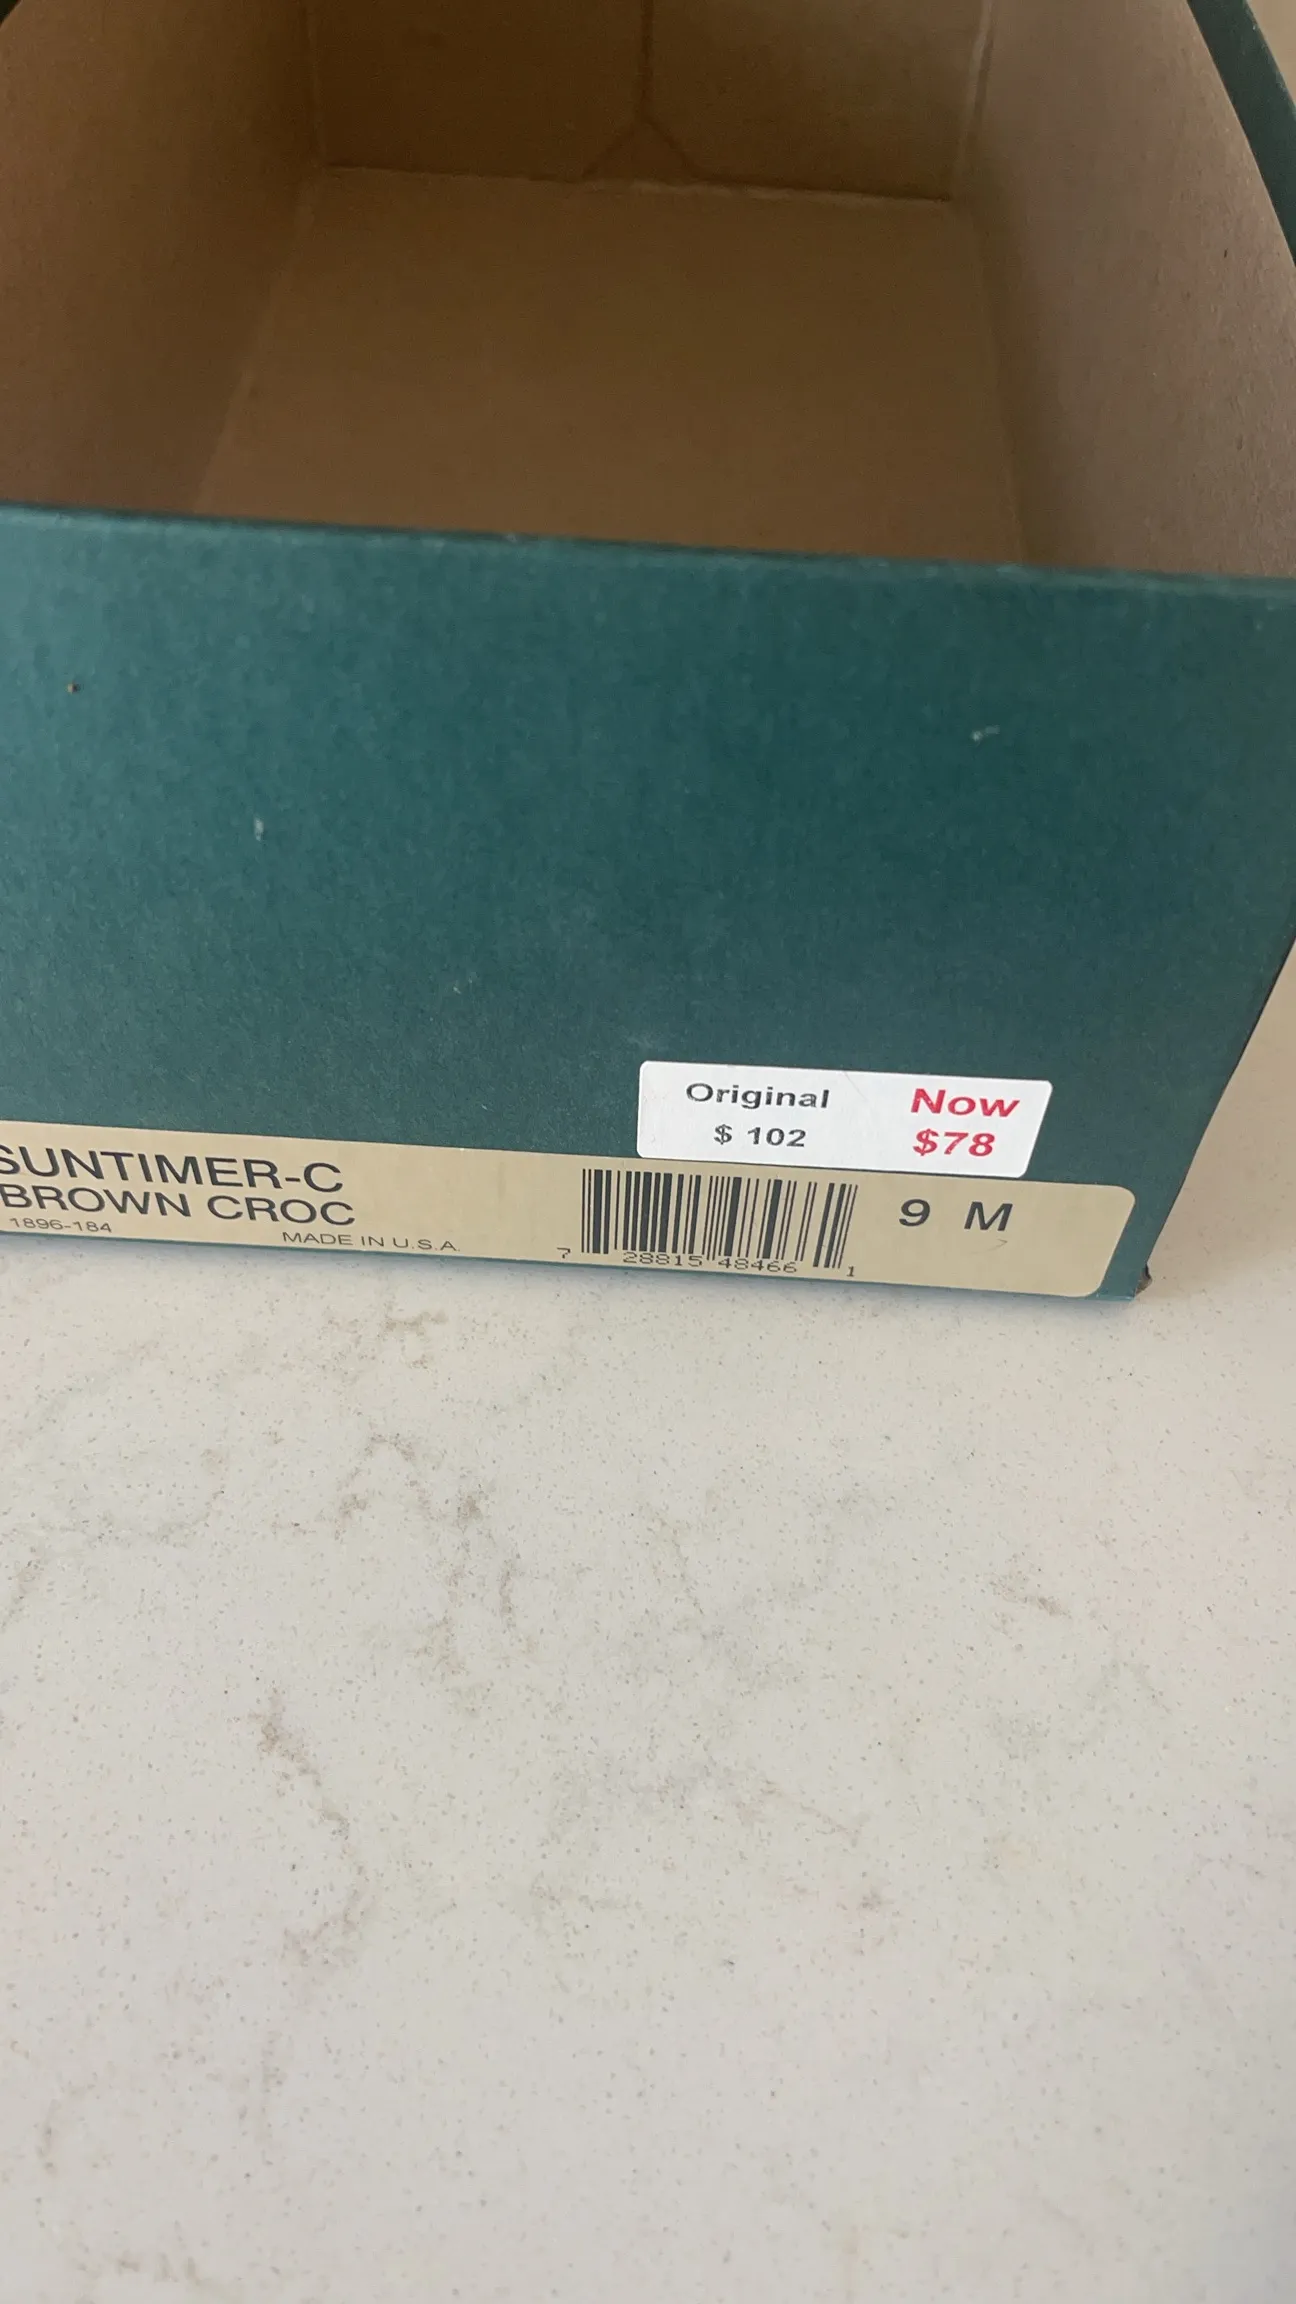 Original Now
$ 102 $78
SUNTIMER-C
BROWN CROC
1896-184
MADE IN U.S.A.
7 28815 48466 1
9 M